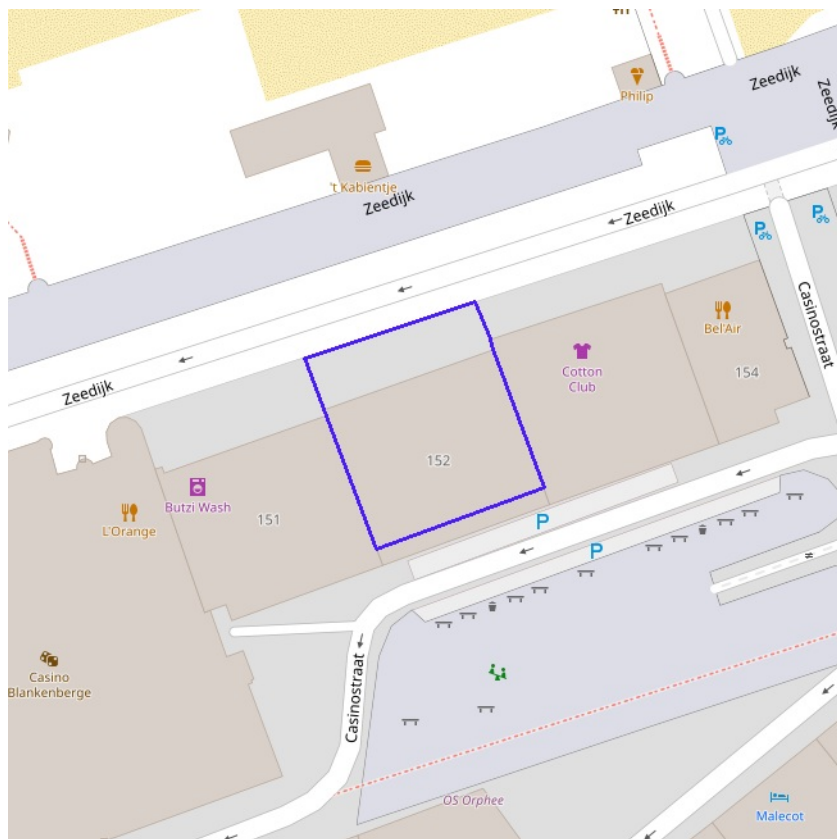 Philip
Zeedijk
Zeedijk
't Kabientje
Zeedijk
Zeedijk
Casinostraat
Bel'Air
154
Cotton
Club
Zeedijk
152
Butzi Wash
151
L'Orange
P
P
Casino
Blankenberge
Casinostraat
OS Orphee
Malecot